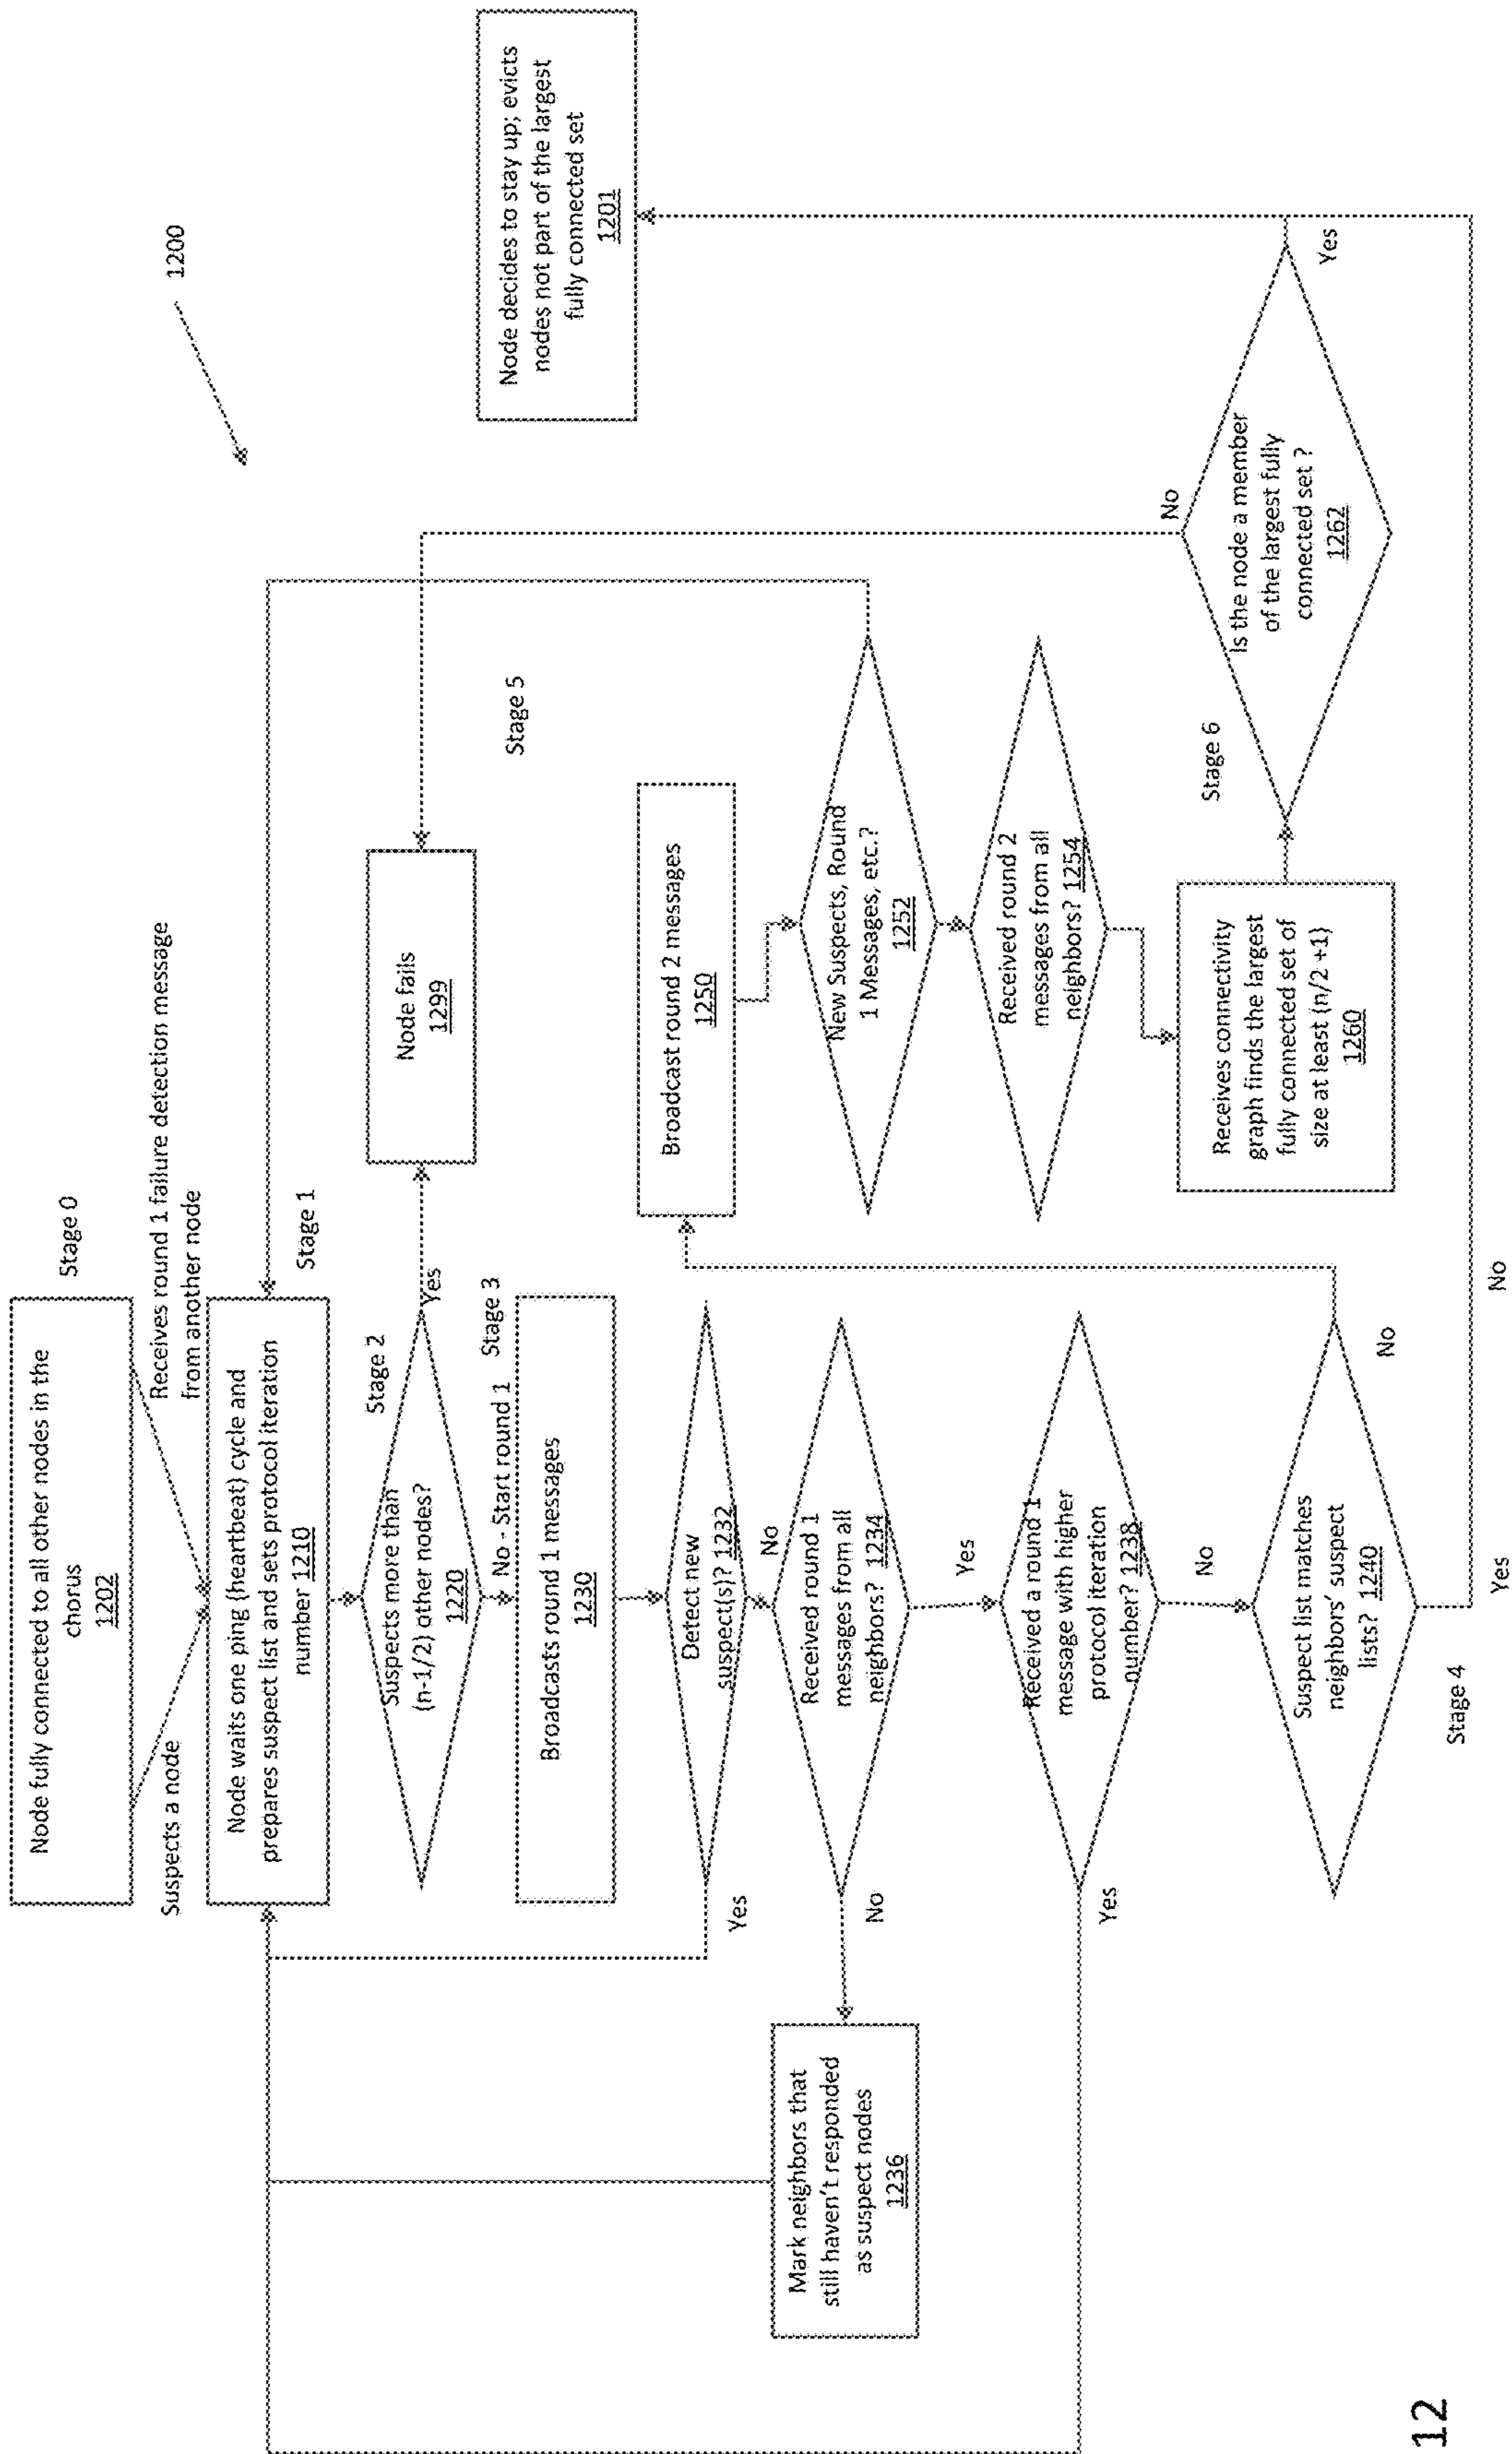 1200
Stage 0
Node fully connected to all other nodes in the
chorus
1202
Suspects a node
Receives round 1 failure detection message
from another node
Stage 1
Node waits one ping (heartbeat) cycle and
prepares suspect list and sets protocol iteration
number 1210
Stage 2
Suspects more than
(n-1/2) other nodes?
1220
Yes
Node fails
1299
No - Start round 1
Stage 3
Broadcasts round 1 messages
1230
Detect new
suspect(s)? 1232
Yes
No
Received round 1
messages from all
neighbors? 1234
No
Mark neighbors that
still haven't responded
as suspect nodes
1236
Yes
Received a round 1
message with higher
protocol iteration
number? 1238
Yes
No
Suspect list matches
neighbors' suspect
lists? 1240
Stage 4
No
Yes
No
Stage 5
Broadcast round 2 messages
1250
New Suspects, Round
1 Messages, etc.?
1252
Received round 2
messages from all
neighbors? 1254
Receives connectivity
graph finds the largest
fully connected set of
size at least (n/2 +1)
1260
Stage 6
Is the node a member
of the largest fully
connected set ?
1262
No
Yes
Node decides to stay up; evicts
nodes not part of the largest
fully connected set
1201
12